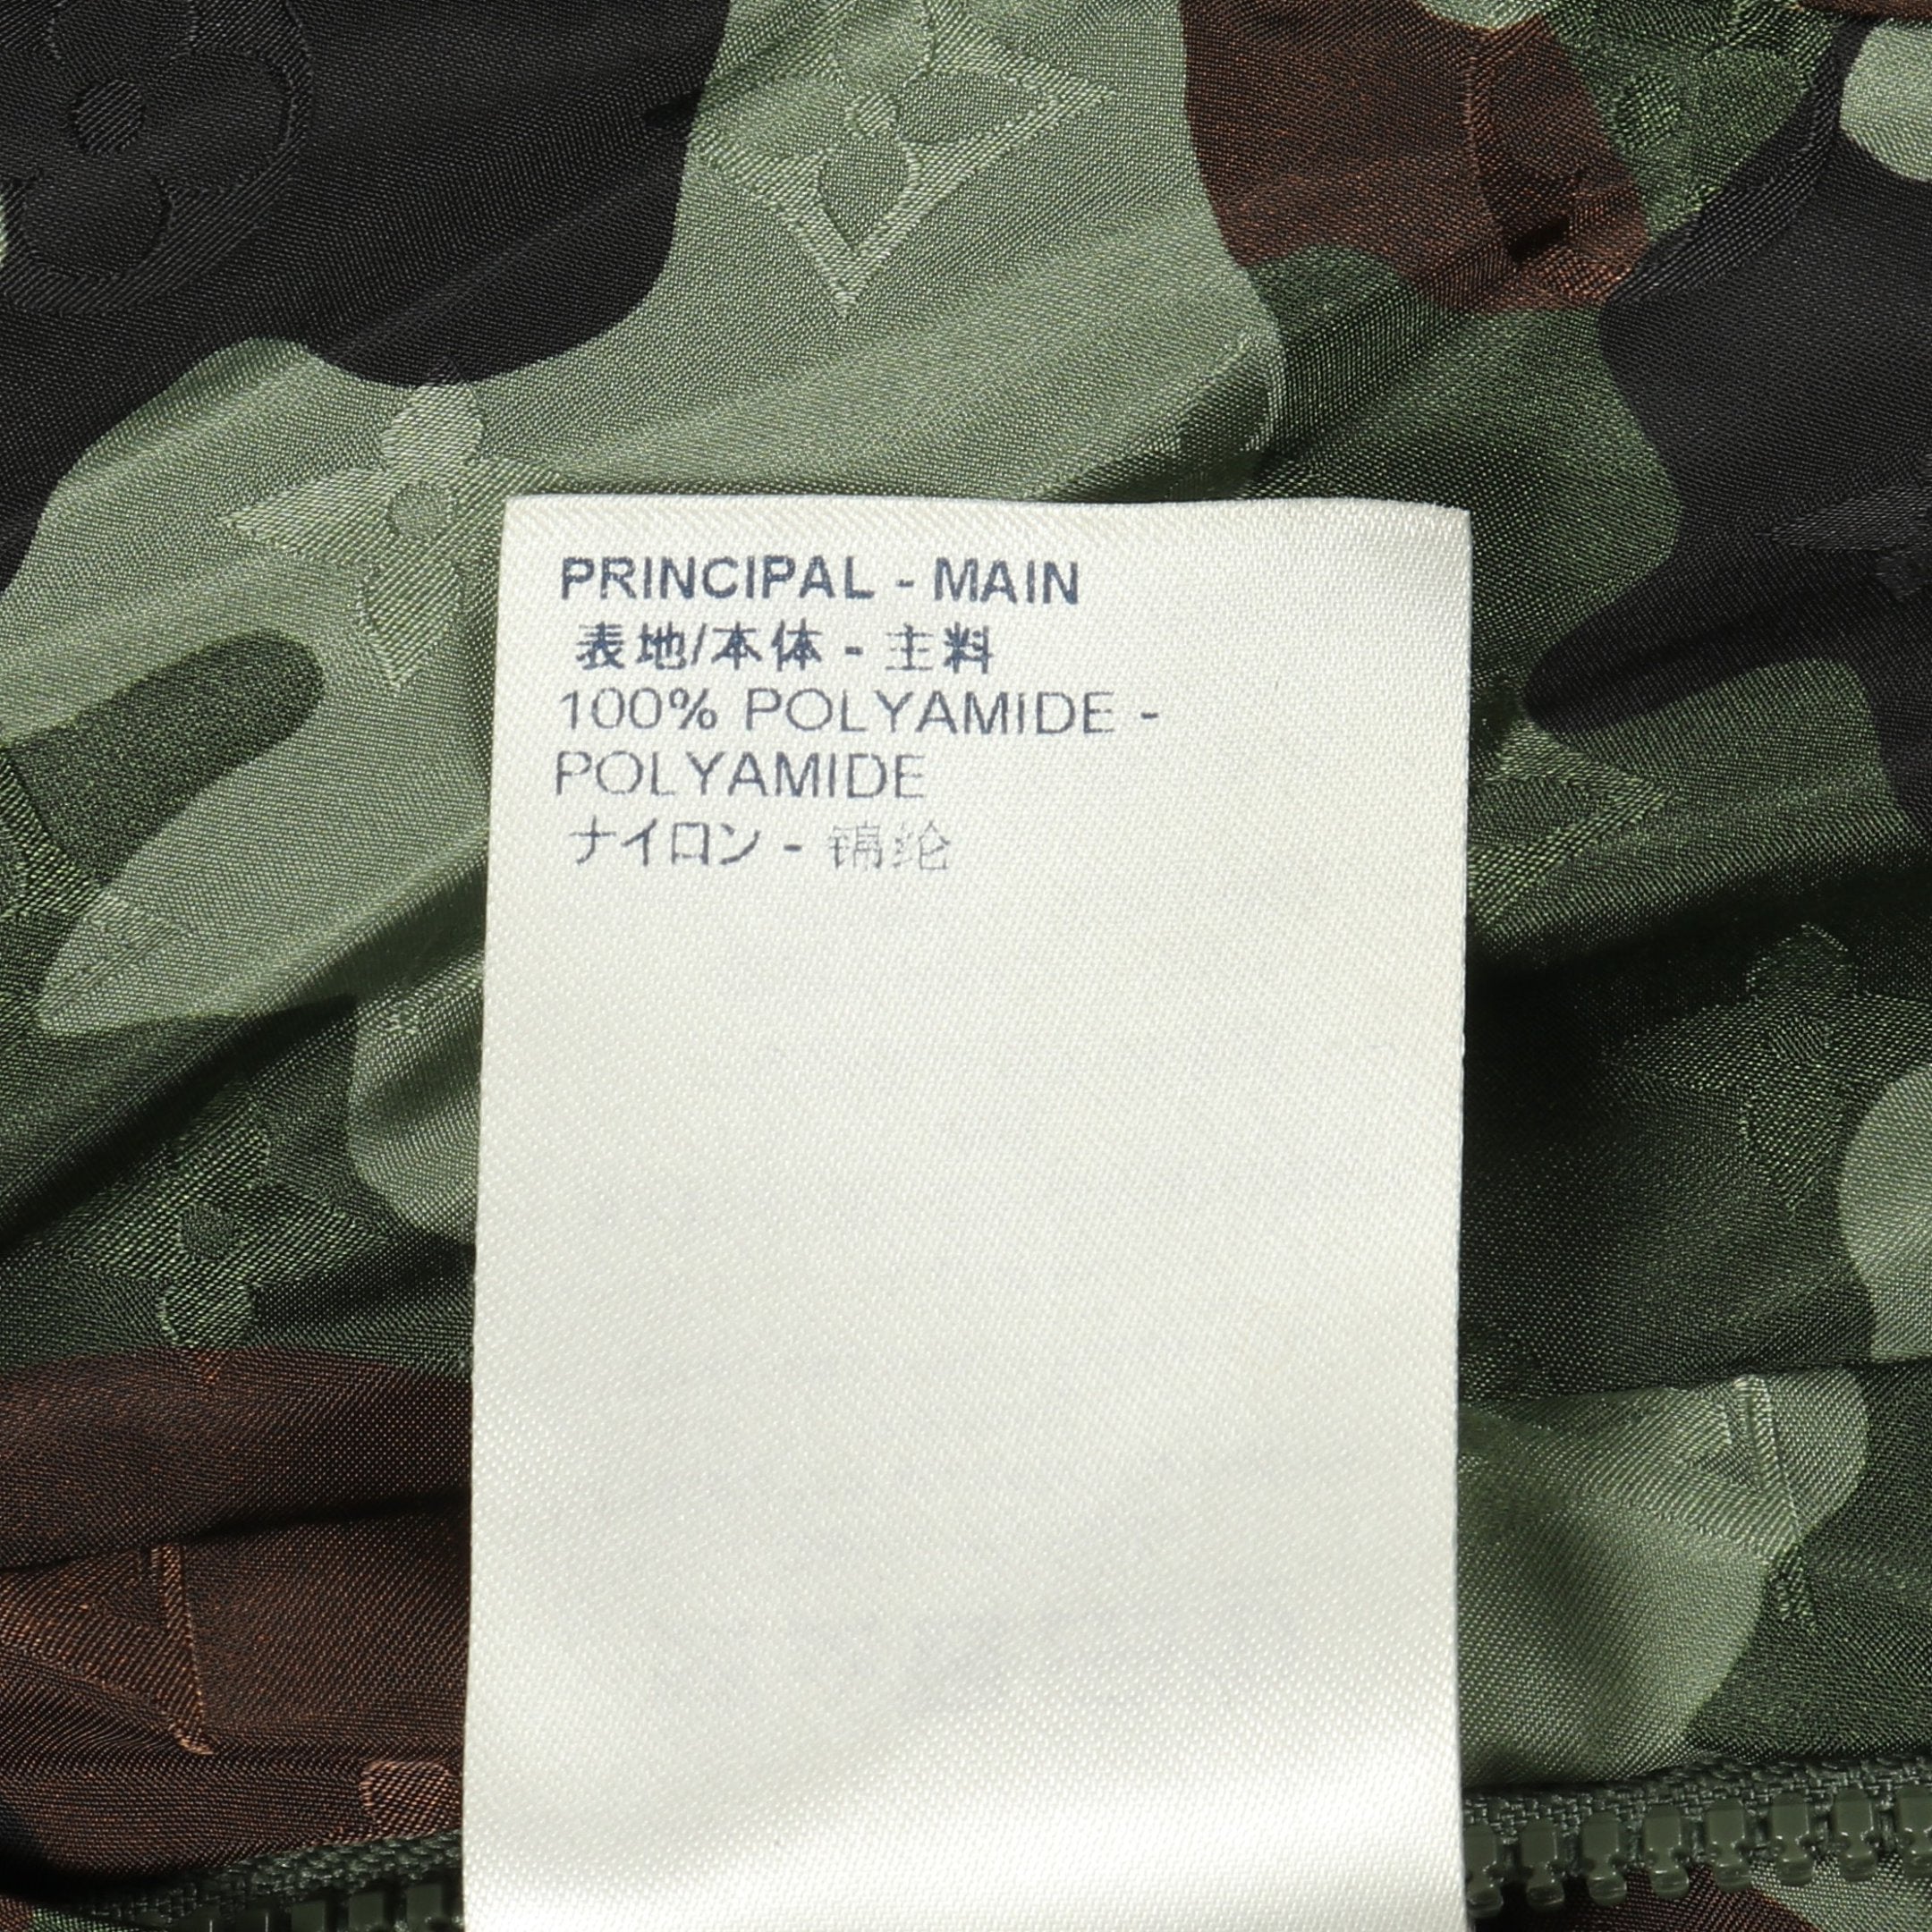 PRINCIPAL - MAIN
表地/本体 - 主料
100% POLYAMIDE -
POLYAMIDE
ナイロン - 锦纶